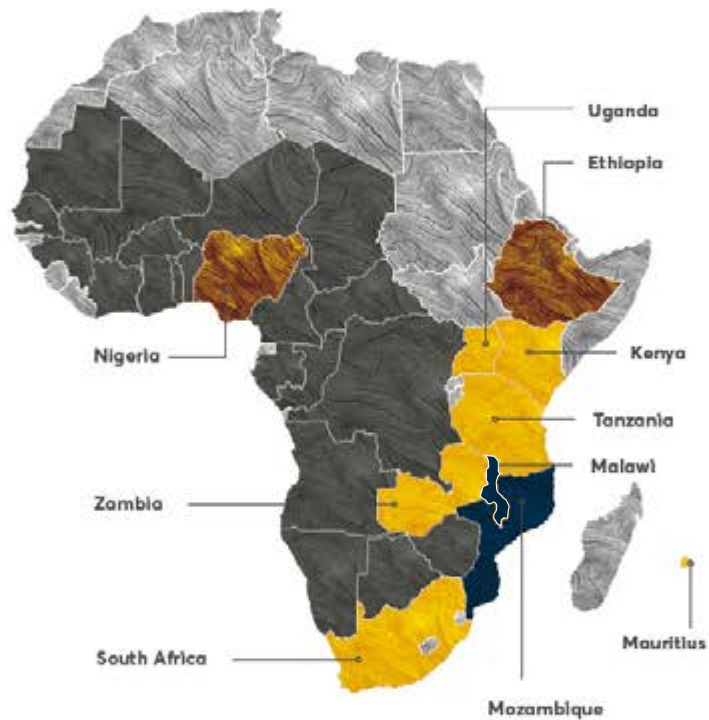 Uganda
Ethiopia
Nigeria
Kenya
Tanzania
Malawi
Zambia
Mauritius
South Africa
Mozambique